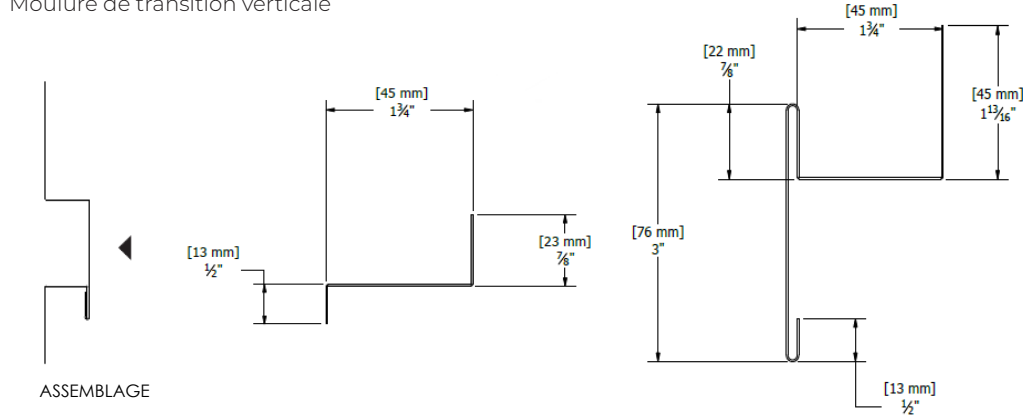 Moulure de transition verticale
[45 mm]
1¾"
[22 mm]
⅞"
[45 mm]
1¾"
[45 mm]
1¹³⁄₁₆"
[13 mm]
½"
[23 mm]
⅞"
[76 mm]
3"
[13 mm]
½"
ASSEMBLAGE